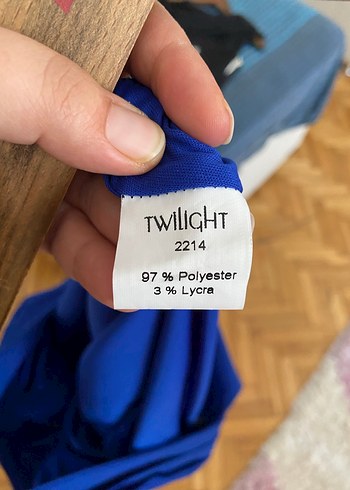 TWILIGHT
2214
97 % Polyester
3 % Lycra